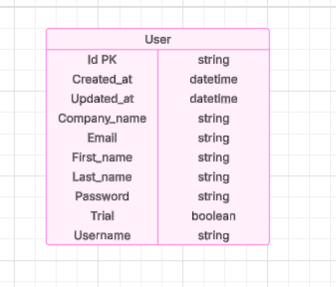 User
Id PK string
Created_at datetime
Updated_at datetime
Company_name string
Email string
First_name string
Last_name string
Password string
Trial boolean
Username string